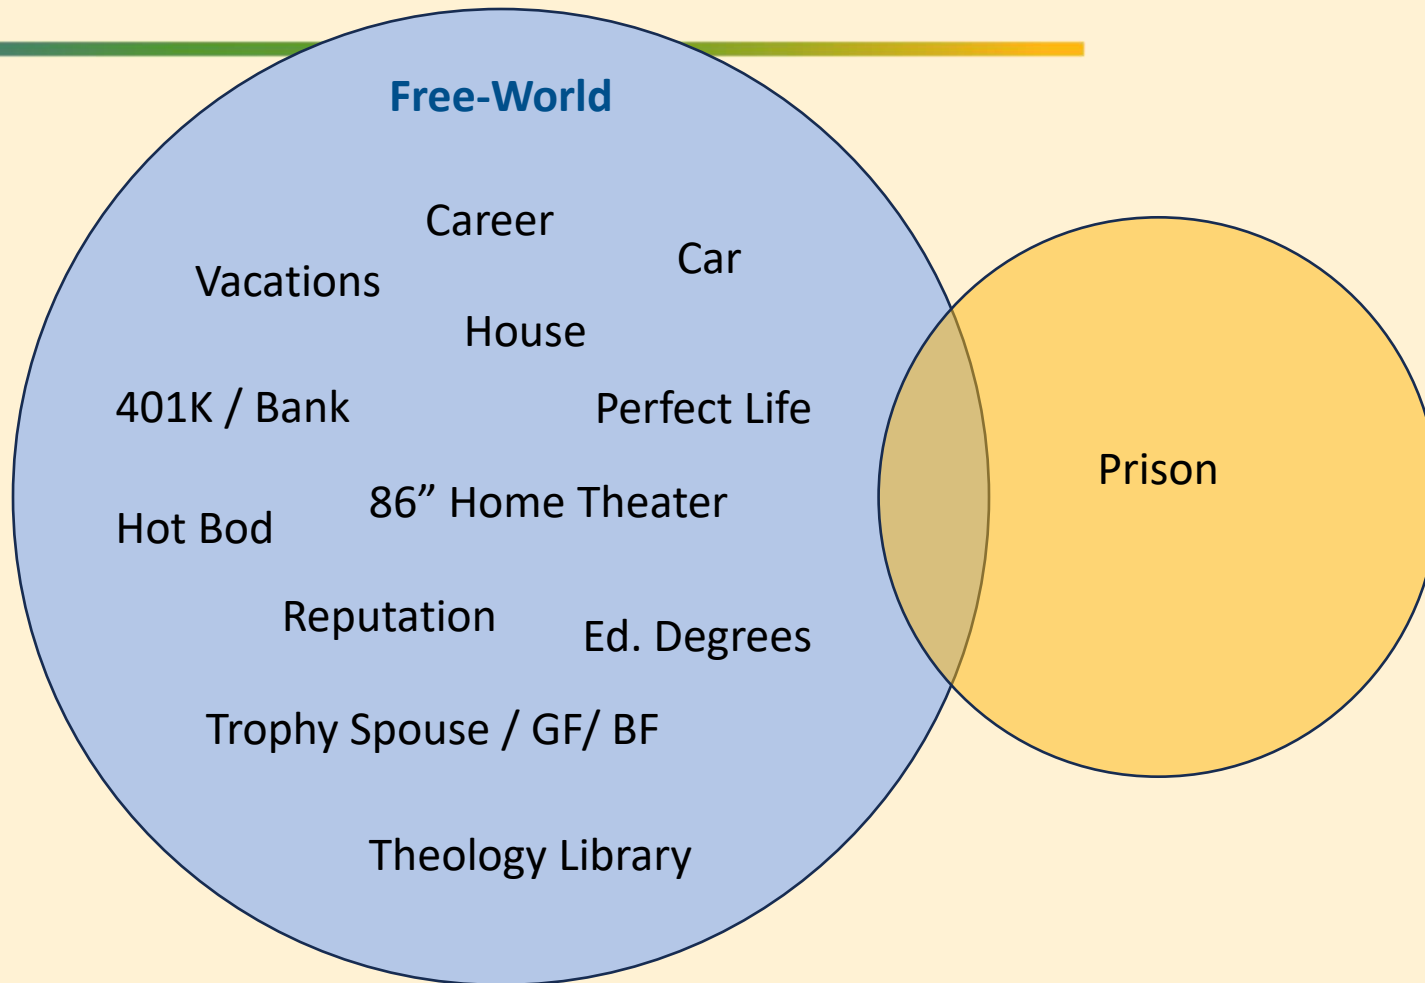 Free-World
Career
Car
Vacations
House
401K / Bank
Perfect Life
Prison
86” Home Theater
Hot Bod
Reputation
Ed. Degrees
Trophy Spouse / GF/ BF
Theology Library